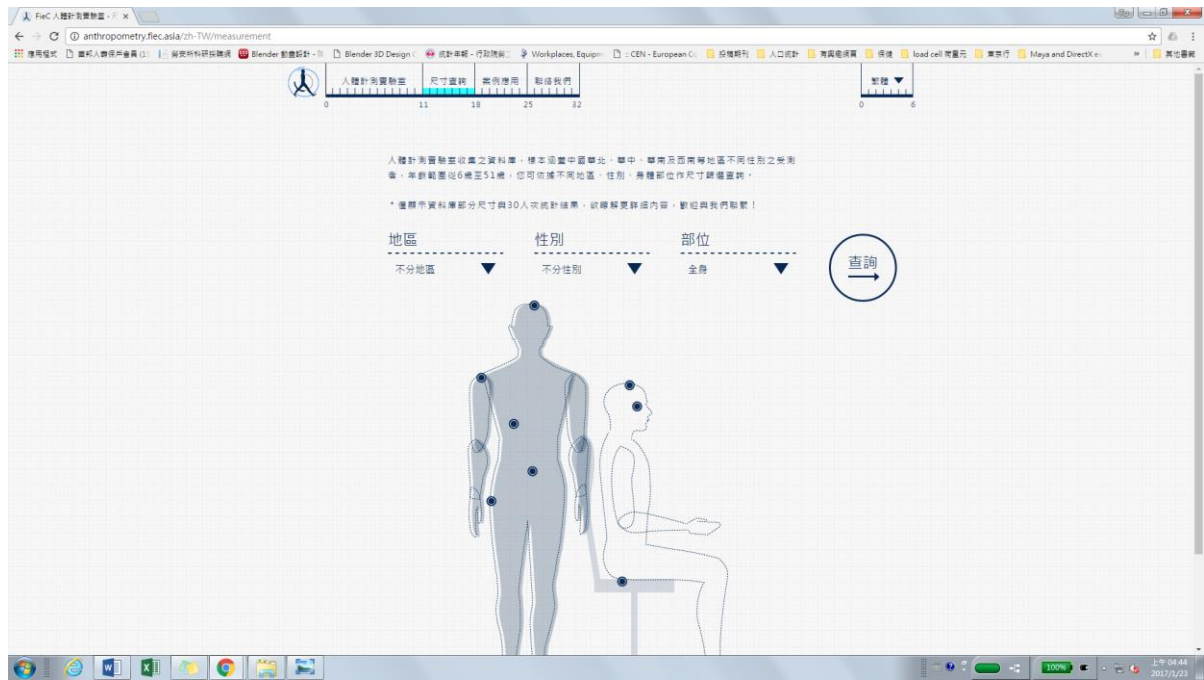 FieC 人體計測實驗室
anthropometry.fiec.asia/zh-TW/measurement
應用程式
Blender 3D Design
Workplaces, Equipm
:: CEN - European C
投稿期刊
人口統計
保健
load cell 荷重元
東京行
Maya and DirectX
其他書籤
人體計測實驗室 尺寸查詢 案例應用 聯絡我們
繁體
0 11 18 25 32
0 6
人體計測實驗室收集之資料庫，樣本涵蓋中國華北、華中、華南及西南等地區不同性別之受測
者，年齡範圍從6歲至51歲，您可依據不同地區、性別、身體部位作尺寸篩選查詢。
*僅顯示資料庫部分尺寸與30人次統計結果，欲瞭解更詳細內容，歡迎與我們聯繫！
地區 性別 部位
不分地區 不分性別 全身
查詢
100%
上午 04:44
2017/1/23